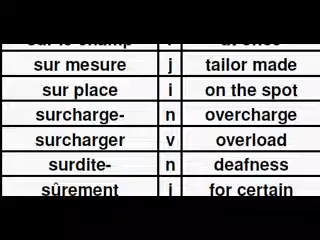 sur mesure j tailor made
sur place i on the spot
surcharge- n overcharge
surcharger v overload
surdite- n deafness
sûrement i for certain